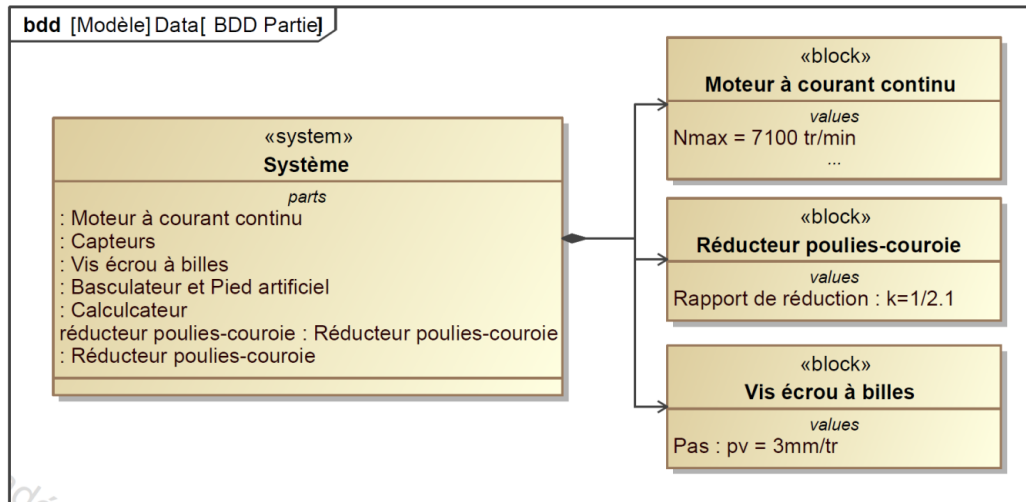 bdd [Modèle] Data[ BDD Partie]
«system»
Système
parts
: Moteur à courant continu
: Capteurs
: Vis écrou à billes
: Basculateur et Pied artificiel
: Calculcateur
réducteur poulies-couroie : Réducteur poulies-couroie
: Réducteur poulies-couroie
«block»
Moteur à courant continu
values
Nmax = 7100 tr/min
...
«block»
Réducteur poulies-couroie
values
Rapport de réduction : k=1/2.1
«block»
Vis écrou à billes
values
Pas : pv = 3mm/tr